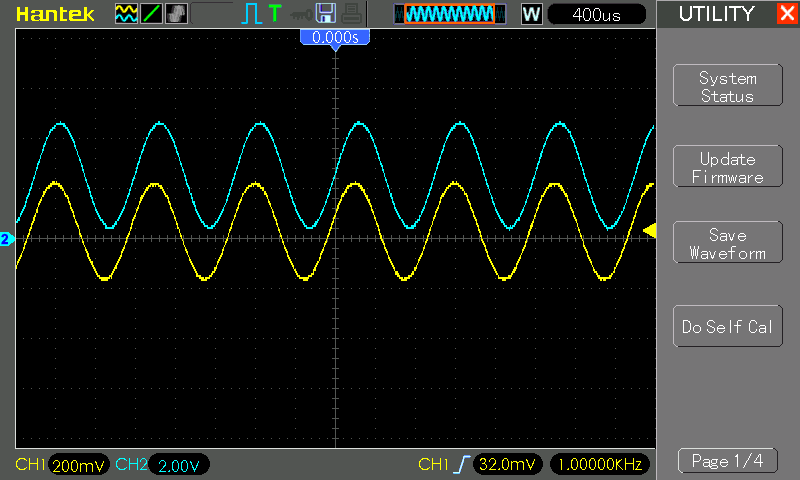 Hantek
T
W
400us
UTILITY
X
0.000s
System
Status
Update
Firmware
Save
Waveform
2
Do Self Cal
CH1 200mV CH2 2.00V CH1 32.0mV 1.00000KHz
Page 1/4